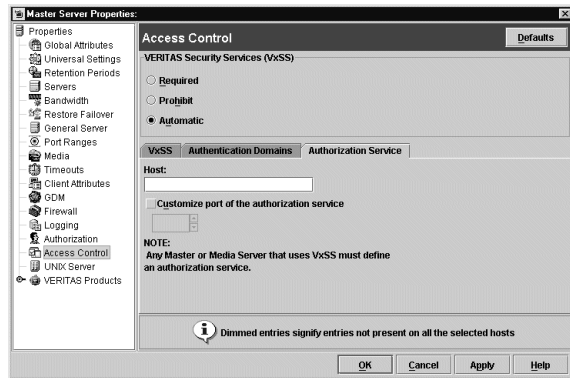 Master Server Properties:
Properties
Global Attributes
Universal Settings
Retention Periods
Servers
Bandwidth
Restore Failover
General Server
Port Ranges
Media
Timeouts
Client Attributes
GDM
Firewall
Logging
Authorization
Access Control
UNIX Server
VERITAS Products
Access Control
Defaults
VERITAS Security Services (VxSS)
Required
Prohibit
Automatic
VxSS
Authentication Domains
Authorization Service
Host:
Customize port of the authorization service
NOTE:
Any Master or Media Server that uses VxSS must define
an authorization service.
Dimmed entries signify entries not present on all the selected hosts
OK
Cancel
Apply
Help